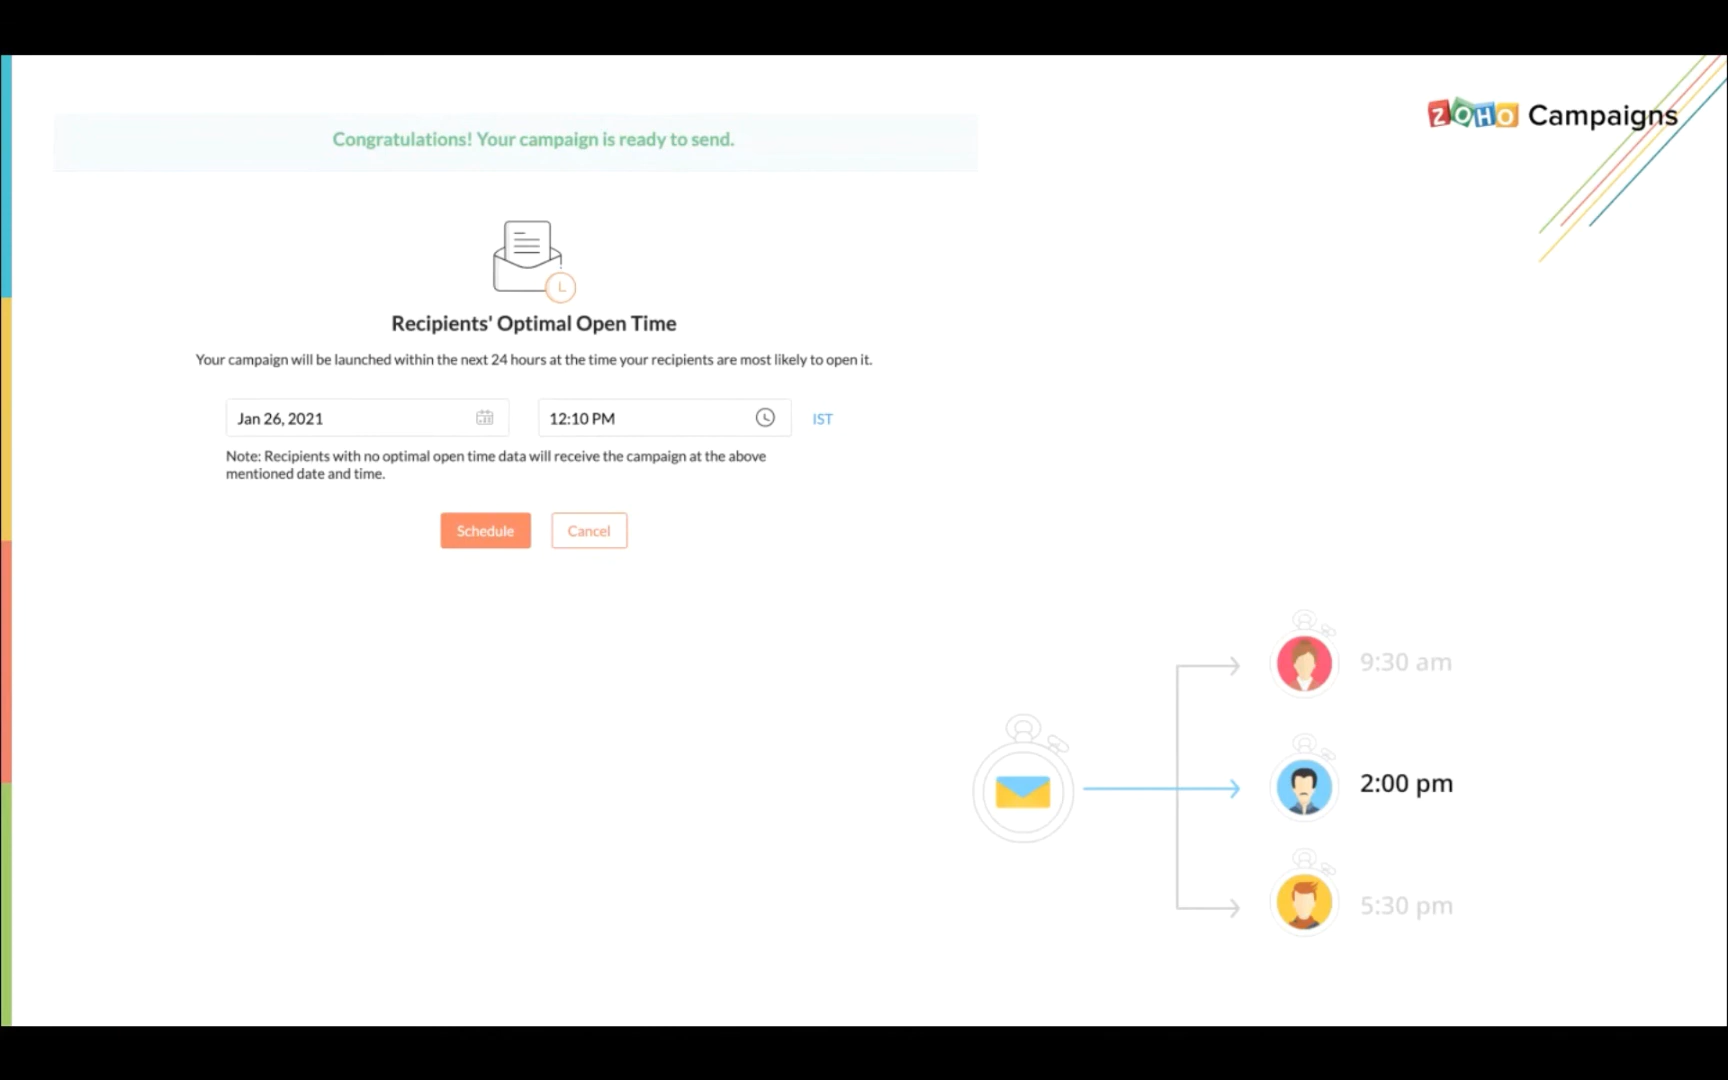 ZOHO Campaigns
Congratulations! Your campaign is ready to send.
Recipients' Optimal Open Time
Your campaign will be launched within the next 24 hours at the time your recipients are most likely to open it.
Jan 26, 2021
12:10 PM
IST
Note: Recipients with no optimal open time data will receive the campaign at the above
mentioned date and time.
Schedule
Cancel
9:30 am
2:00 pm
5:30 pm